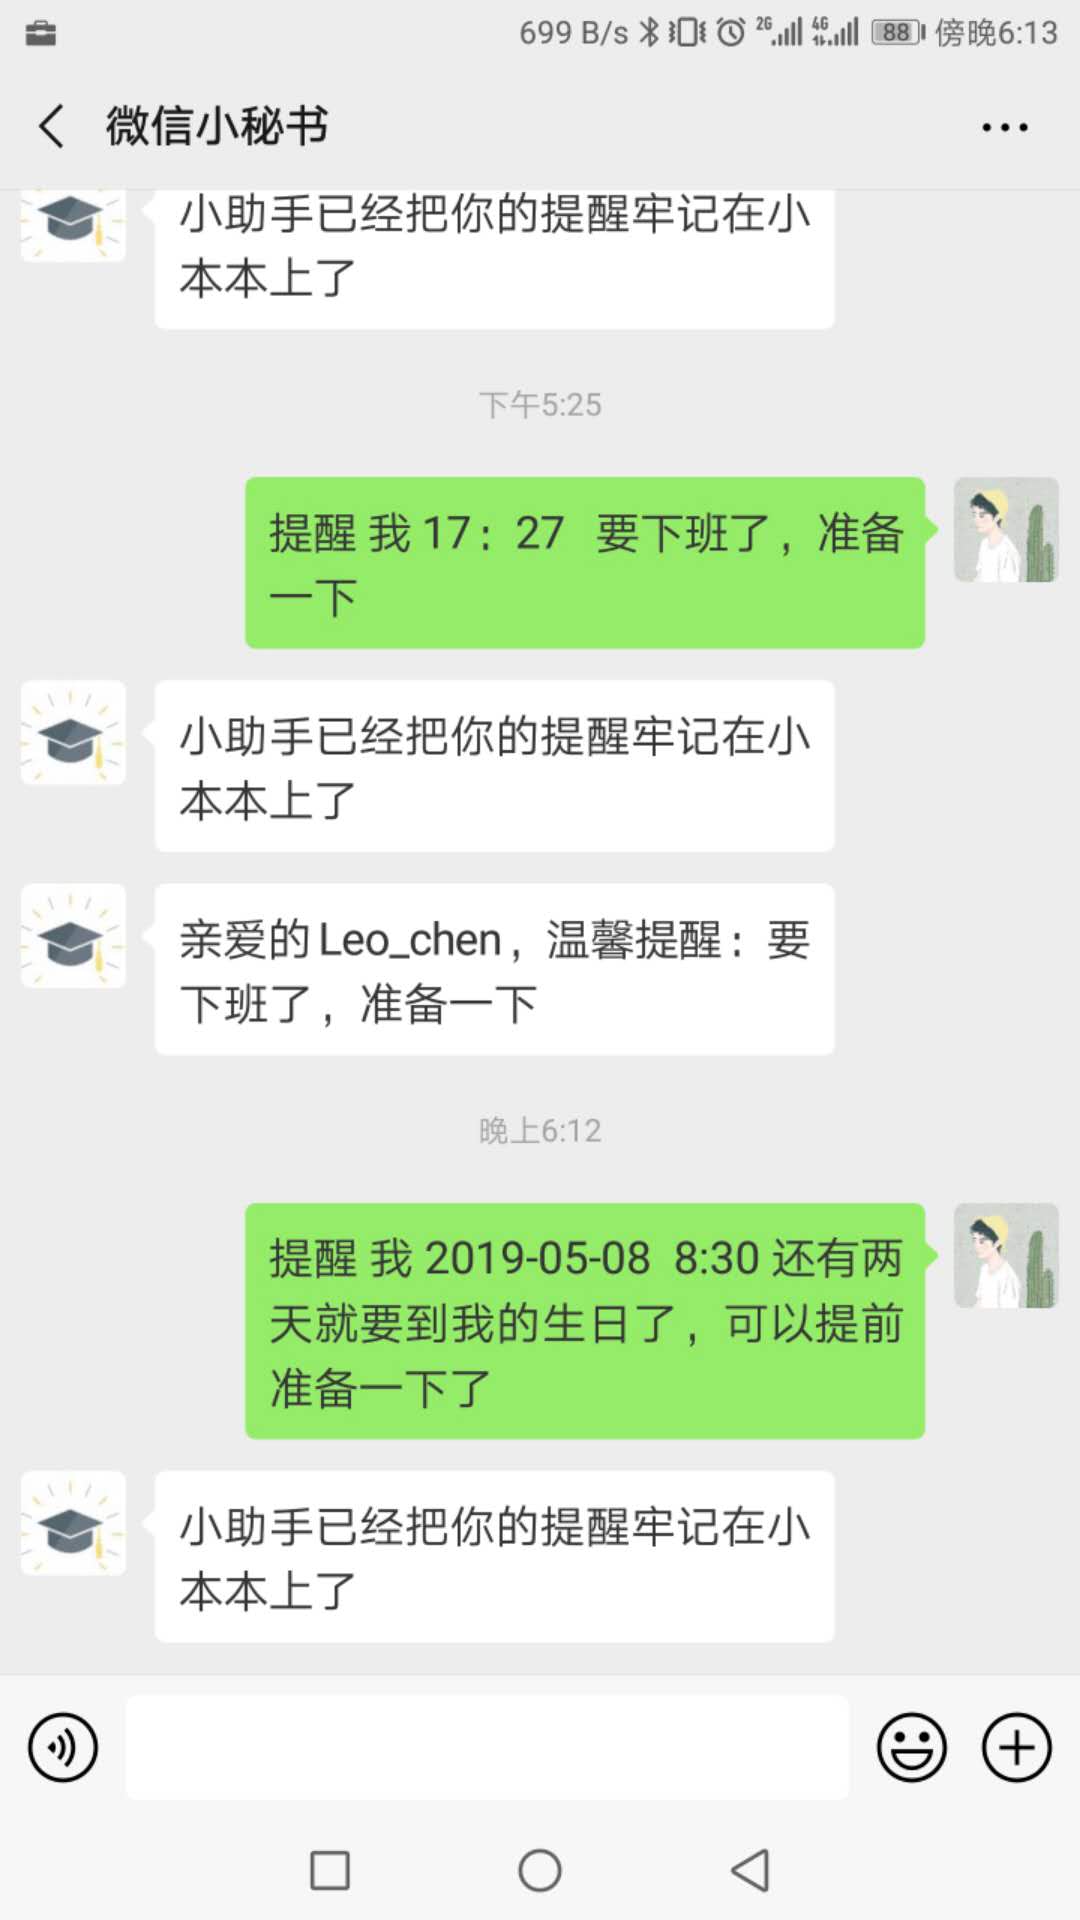 699 B/s 2G 4G 88 傍晚6:13
微信小秘书
小助手已经把你的提醒牢记在小
本本上了
下午5:25
提醒 我 17：27 要下班了，准备
一下
小助手已经把你的提醒牢记在小
本本上了
亲爱的Leo_chen，温馨提醒：要
下班了，准备一下
晚上6:12
提醒 我 2019-05-08 8:30 还有两
天就要到我的生日了，可以提前
准备一下了
小助手已经把你的提醒牢记在小
本本上了